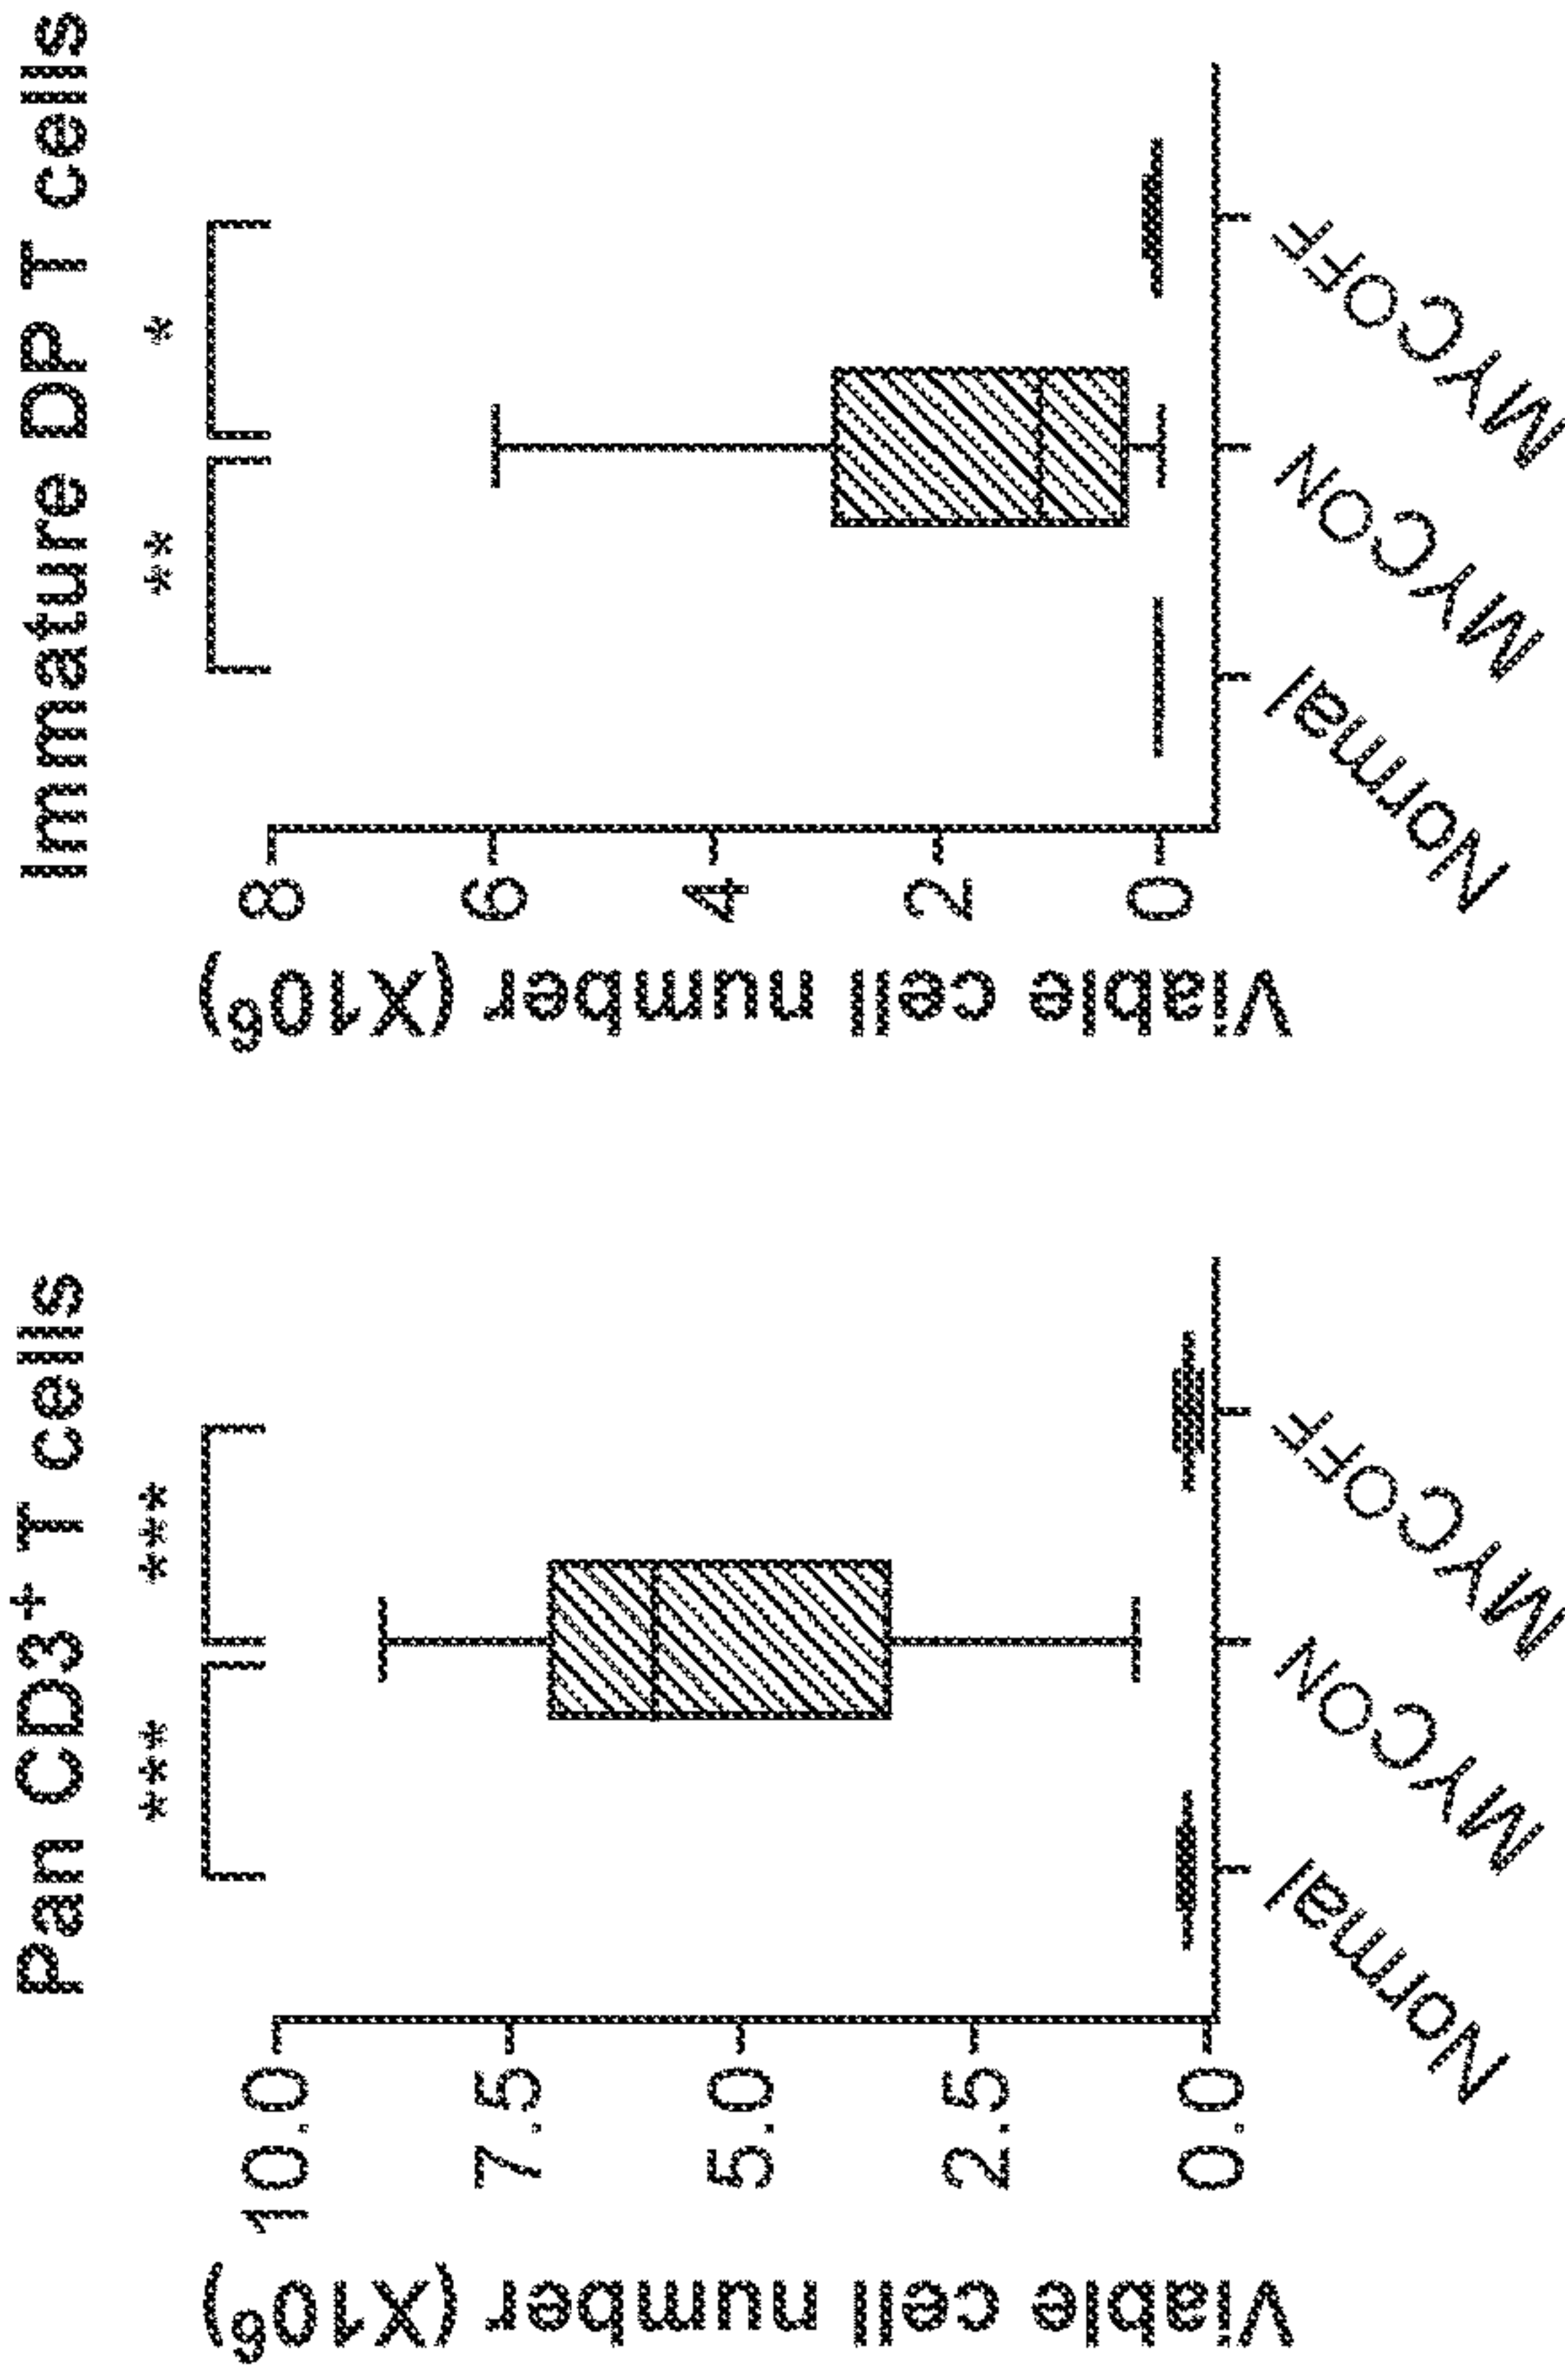 Pan CD3⁺ T cells
*** ***
Viable cell number (X10⁶)
10.0
7.5
5.0
2.5
0.0
Normal
MYCON
MYCOFF
Immature DP T cells
** *
Viable cell number (X10⁶)
8
6
4
2
0
Normal
MYCON
MYCOFF